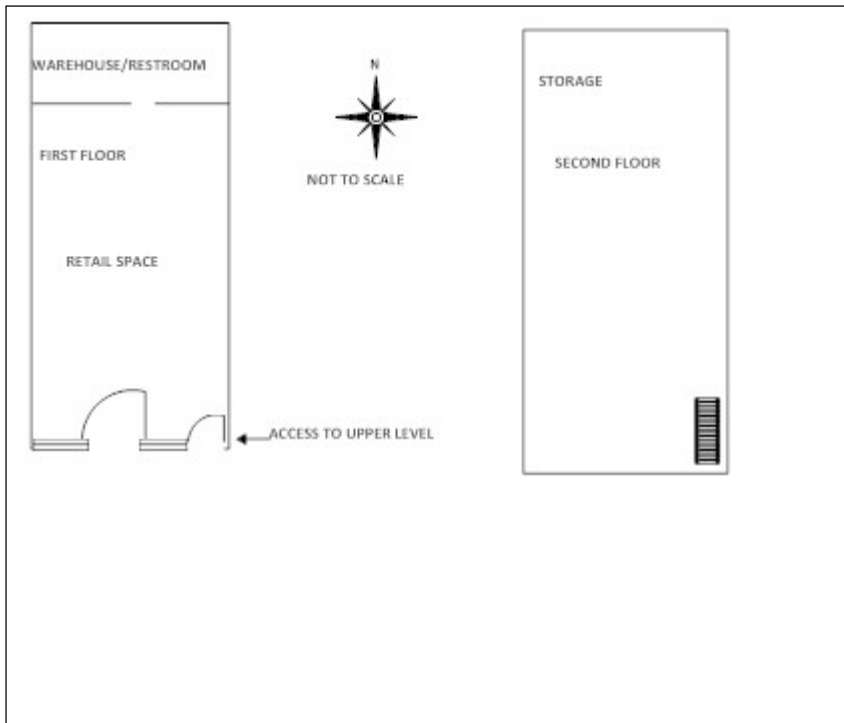 WAREHOUSE/RESTROOM
FIRST FLOOR
RETAIL SPACE
ACCESS TO UPPER LEVEL
N
NOT TO SCALE
STORAGE
SECOND FLOOR